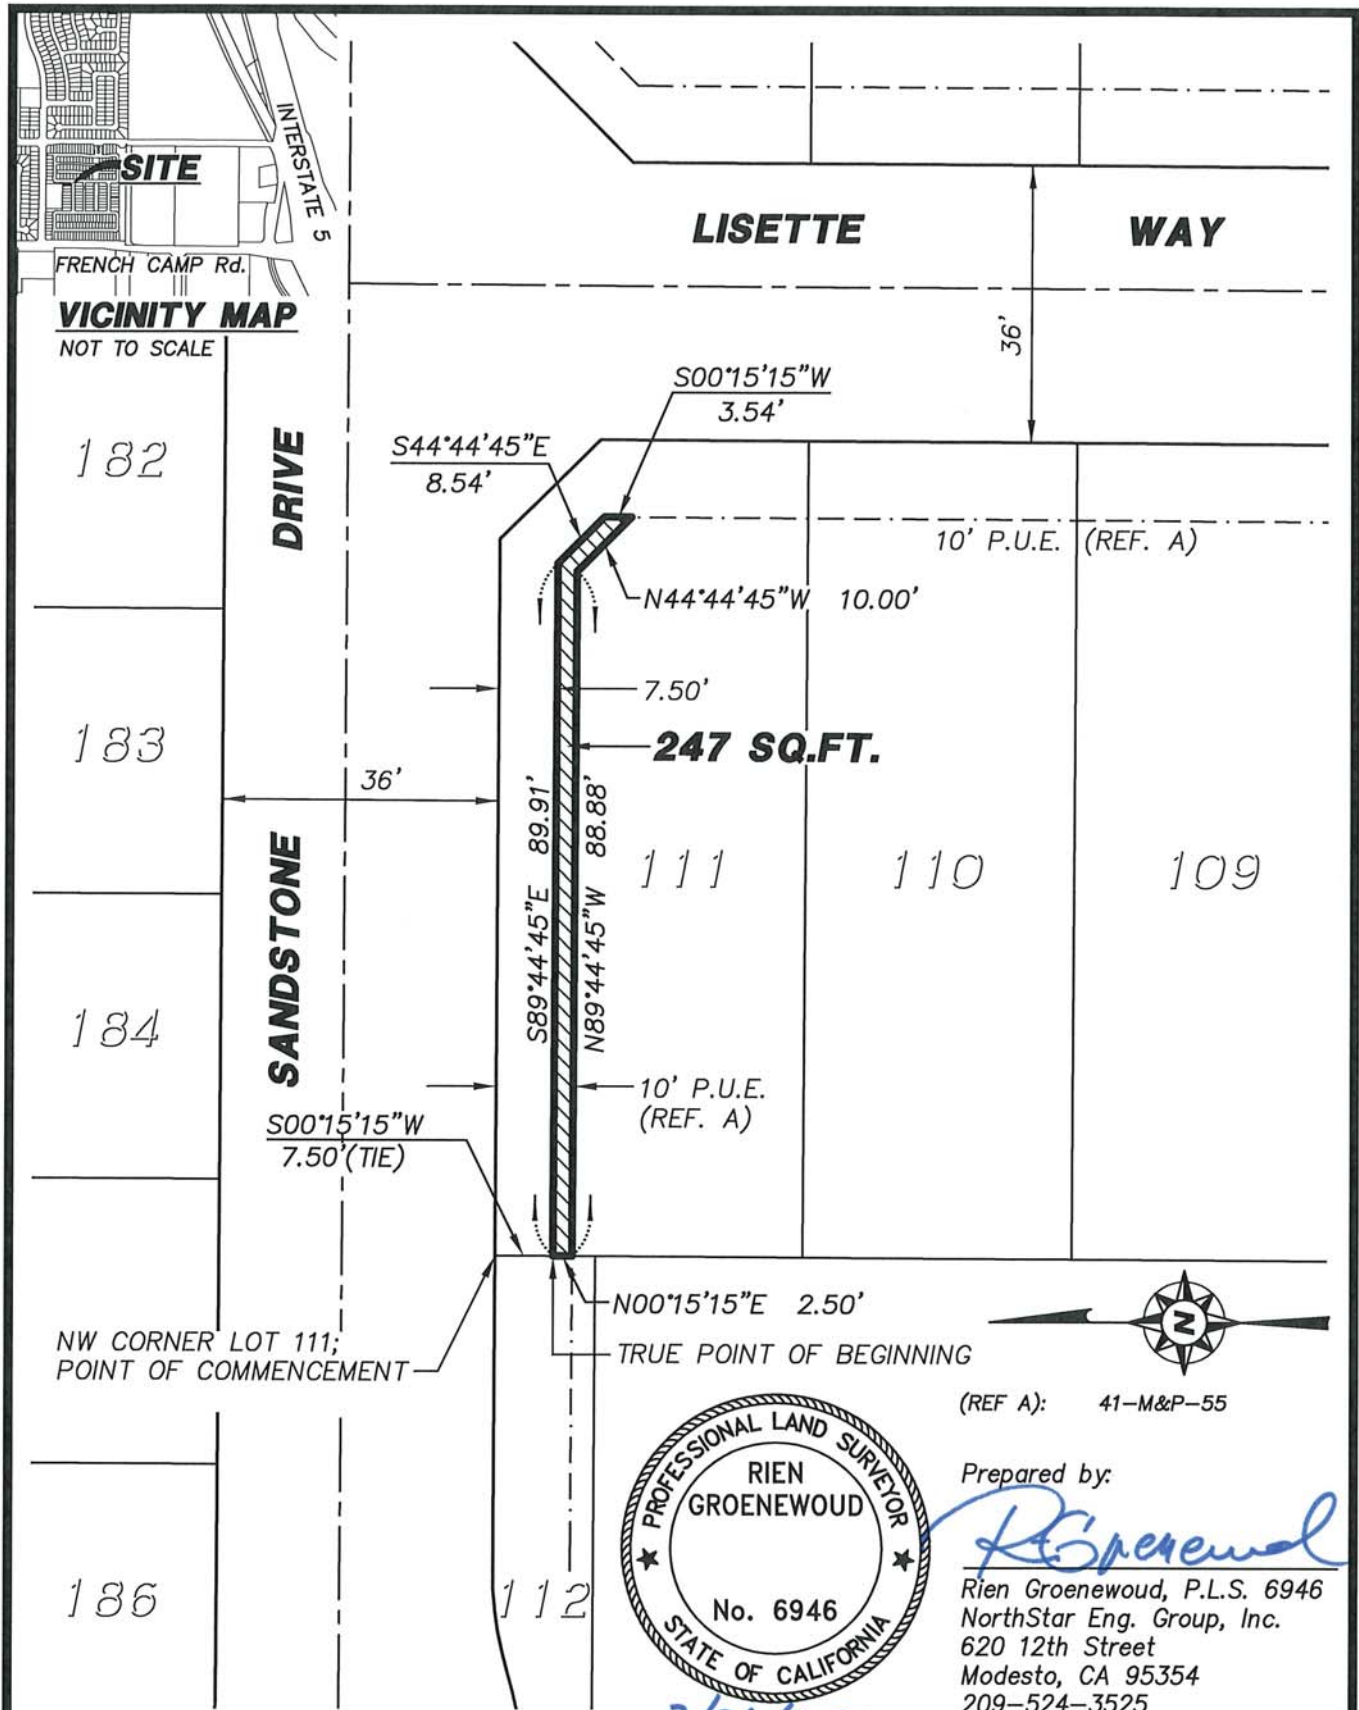 INTERSTATE 5
SITE
FRENCH CAMP Rd.
VICINITY MAP
NOT TO SCALE
LISETTE WAY
36'
S00°15'15"W
3.54'
S44°44'45"E
8.54'
182
DRIVE
10' P.U.E. (REF. A)
N44°44'45"W 10.00'
7.50'
247 SQ.FT.
183
36'
S89°44'45"E 89.91'
N89°44'45"W 88.88'
111
110
109
SANDSTONE
184
10' P.U.E.
(REF. A)
S00°15'15"W
7.50'(TIE)
N00°15'15"E 2.50'
NW CORNER LOT 111;
POINT OF COMMENCEMENT
TRUE POINT OF BEGINNING
N
(REF A): 41-M&P-55
PROFESSIONAL LAND SURVEYOR
RIEN
GROENEWOUD
No. 6946
STATE OF CALIFORNIA
Prepared by:
Rien Groenewoud, P.L.S. 6946
NorthStar Eng. Group, Inc.
620 12th Street
Modesto, CA 95354
209-524-3525
186
112